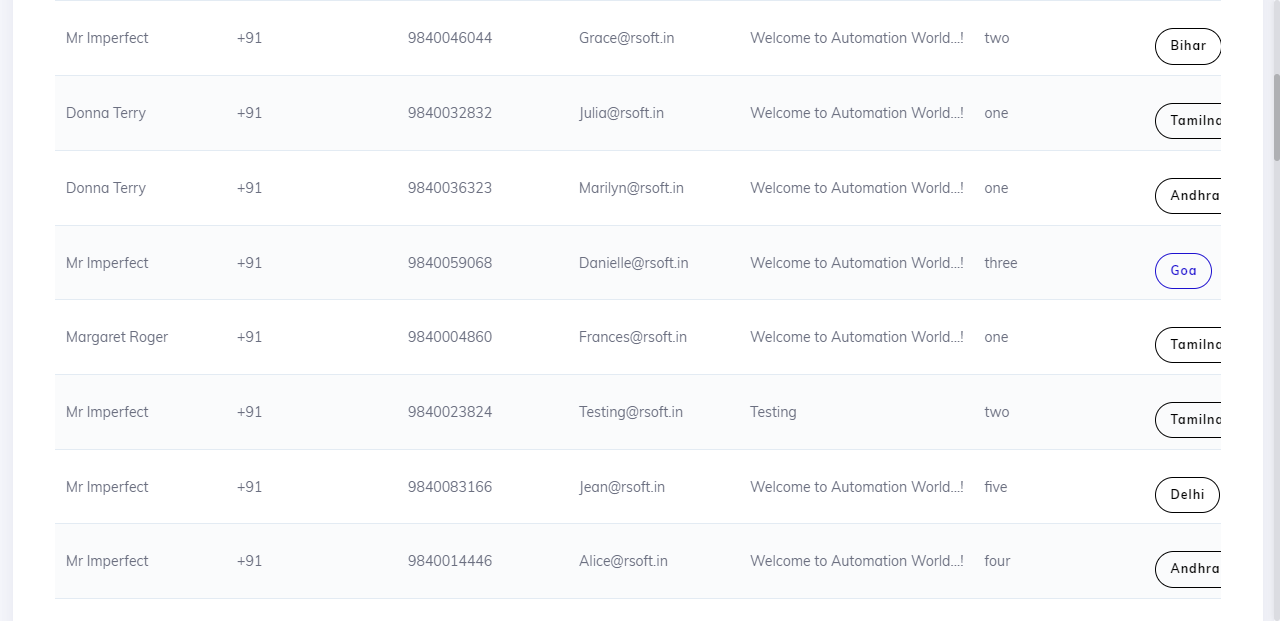 Mr Imperfect +91 9840046044 Grace@rsoft.in Welcome to Automation World...! two Bihar
Donna Terry +91 9840032832 Julia@rsoft.in Welcome to Automation World...! one Tamilna
Donna Terry +91 9840036323 Marilyn@rsoft.in Welcome to Automation World...! one Andhra
Mr Imperfect +91 9840059068 Danielle@rsoft.in Welcome to Automation World...! three Goa
Margaret Roger +91 9840004860 Frances@rsoft.in Welcome to Automation World...! one Tamilna
Mr Imperfect +91 9840023824 Testing@rsoft.in Testing two Tamilna
Mr Imperfect +91 9840083166 Jean@rsoft.in Welcome to Automation World...! five Delhi
Mr Imperfect +91 9840014446 Alice@rsoft.in Welcome to Automation World...! four Andhra